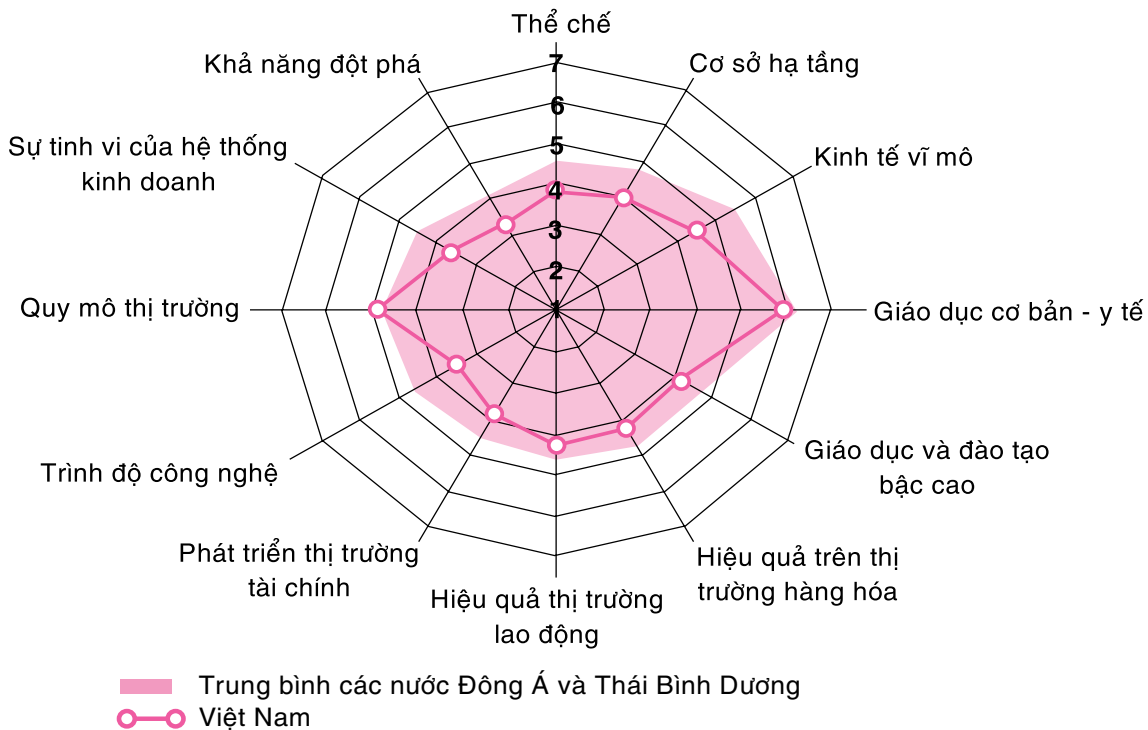 Thể chế
7
Khả năng đột phá
Cơ sở hạ tầng
6
5
Sự tinh vi của hệ thống
kinh doanh
Kinh tế vĩ mô
4
3
2
1
Quy mô thị trường
Giáo dục cơ bản - y tế
Trình độ công nghệ
Giáo dục và đào tạo
bậc cao
Phát triển thị trường
tài chính
Hiệu quả trên thị
trường hàng hóa
Hiệu quả thị trường
lao động
Trung bình các nước Đông Á và Thái Bình Dương
Việt Nam